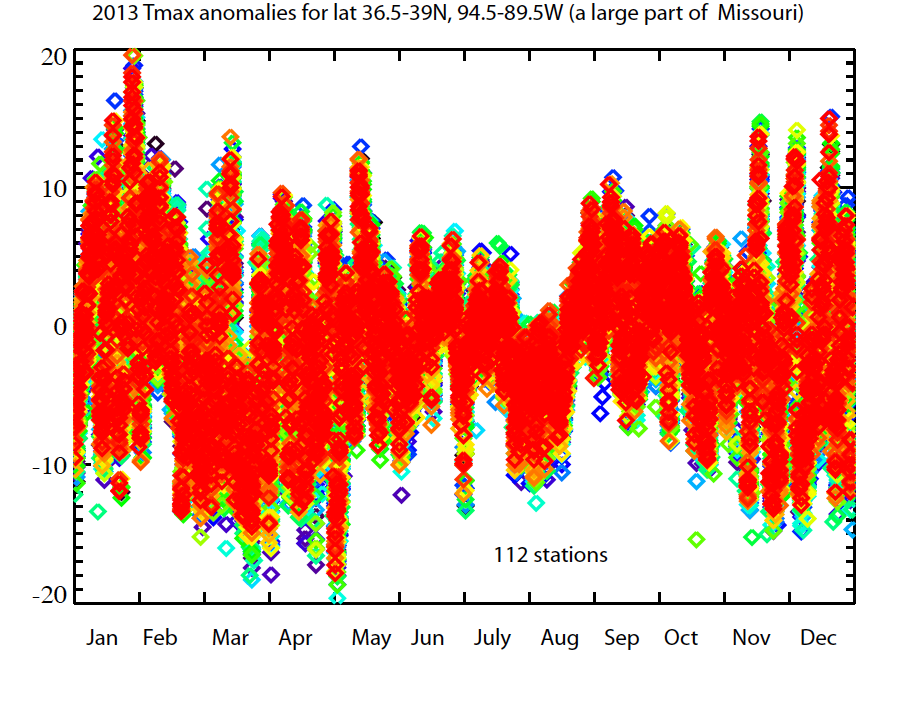 2013 Tmax anomalies for lat 36.5-39N, 94.5-89.5W (a large part of  Missouri)
20
10
0
-10
-20
112 stations
Jan Feb Mar Apr May Jun July Aug Sep Oct Nov Dec